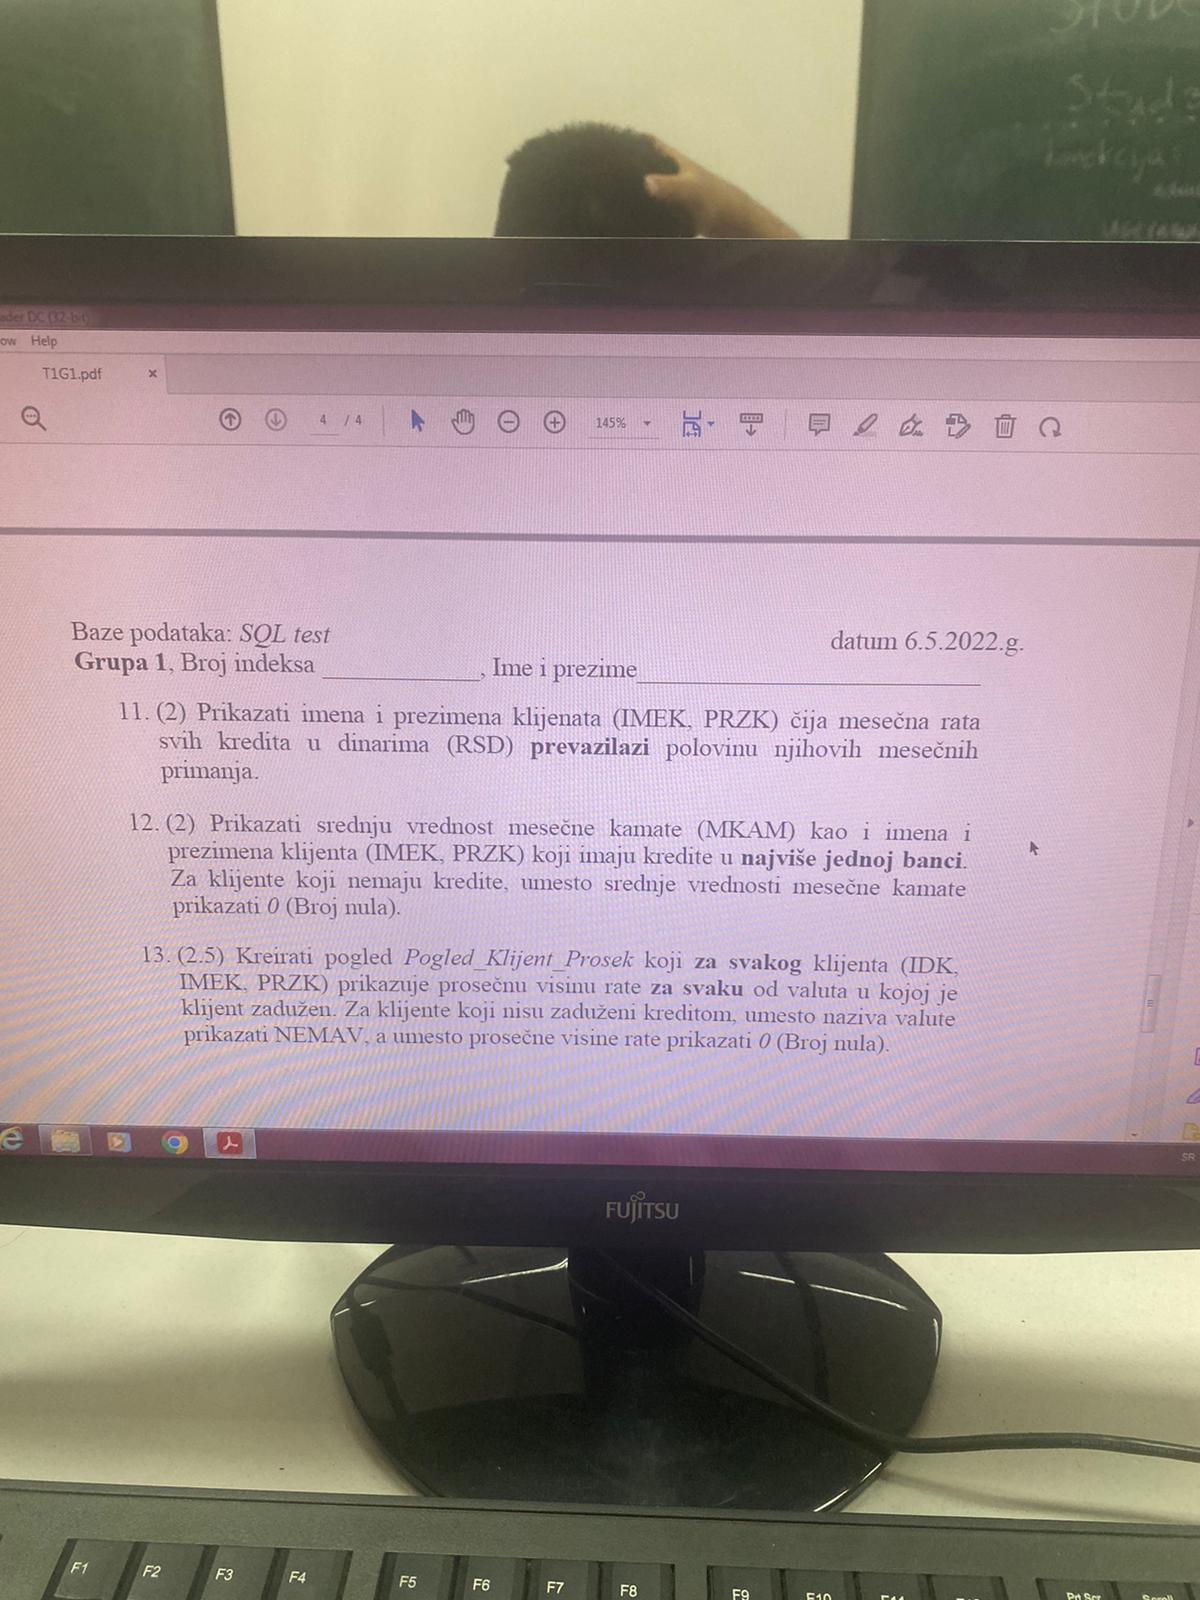 STUD
Stud
ader DC (32-bit)
ow Help
T1G1.pdf ×
4 / 4 145%
Baze podataka: SQL test datum 6.5.2022.g.
Grupa 1, Broj indeksa ____________, Ime i prezime__________________________
11. (2) Prikazati imena i prezimena klijenata (IMEK, PRZK) čija mesečna rata
svih kredita u dinarima (RSD) prevazilazi polovinu njihovih mesečnih
primanja.
12. (2) Prikazati srednju vrednost mesečne kamate (MKAM) kao i imena i
prezimena klijenta (IMEK, PRZK) koji imaju kredite u najviše jednoj banci.
Za klijente koji nemaju kredite, umesto srednje vrednosti mesečne kamate
prikazati 0 (Broj nula).
13. (2.5) Kreirati pogled Pogled_Klijent_Prosek koji za svakog klijenta (IDK,
IMEK, PRZK) prikazuje prosečnu visinu rate za svaku od valuta u kojoj je
klijent zadužen. Za klijente koji nisu zaduženi kreditom, umesto naziva valute
prikazati NEMAV, a umesto prosečne visine rate prikazati 0 (Broj nula).
SR
FUJITSU
F1 F2 F3 F4 F5 F6 F7 F8 F9 F10 F11 Prt Scr Scroll